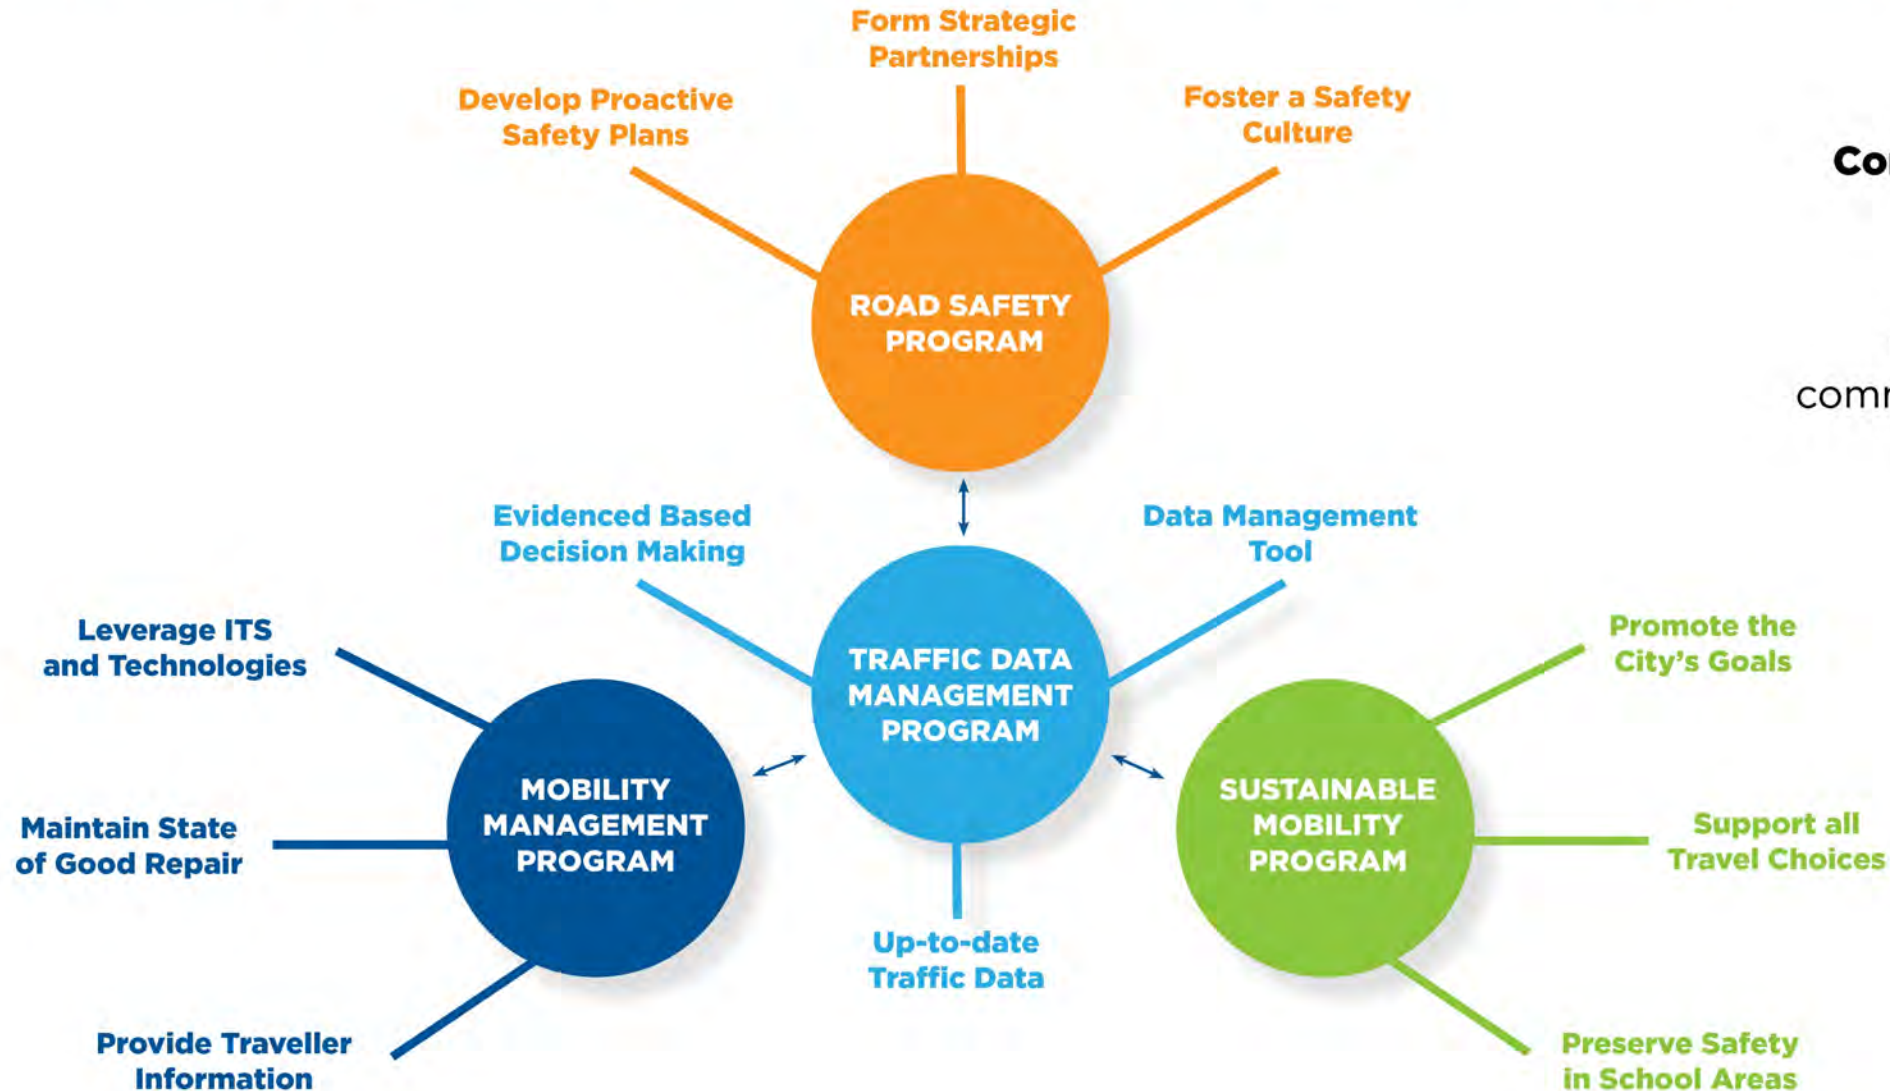 Form Strategic
Partnerships
Develop Proactive
Safety Plans
Foster a Safety
Culture
ROAD SAFETY
PROGRAM
Evidenced Based
Decision Making
Data Management
Tool
TRAFFIC DATA
MANAGEMENT
PROGRAM
Up-to-date
Traffic Data
Leverage ITS
and Technologies
Maintain State
of Good Repair
Provide Traveller
Information
MOBILITY
MANAGEMENT
PROGRAM
SUSTAINABLE
MOBILITY
PROGRAM
Promote the
City's Goals
Support all
Travel Choices
Preserve Safety
in School Areas